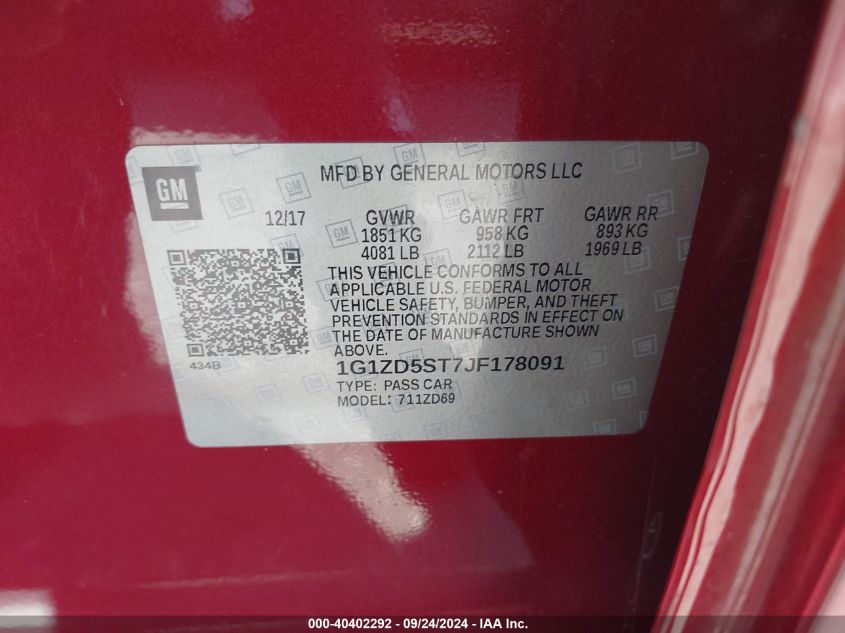 GM
MFD BY GENERAL MOTORS LLC
12/17 GVWR GAWR FRT GAWR RR
1851 KG 958 KG 893 KG
4081 LB 2112 LB 1969 LB
THIS VEHICLE CONFORMS TO ALL
APPLICABLE U.S. FEDERAL MOTOR
VEHICLE SAFETY, BUMPER, AND THEFT
PREVENTION STANDARDS IN EFFECT ON
THE DATE OF MANUFACTURE SHOWN
ABOVE.
434B
1G1ZD5ST7JF178091
TYPE: PASS CAR
MODEL: 711ZD69
000-40402292 - 09/24/2024 - IAA Inc.